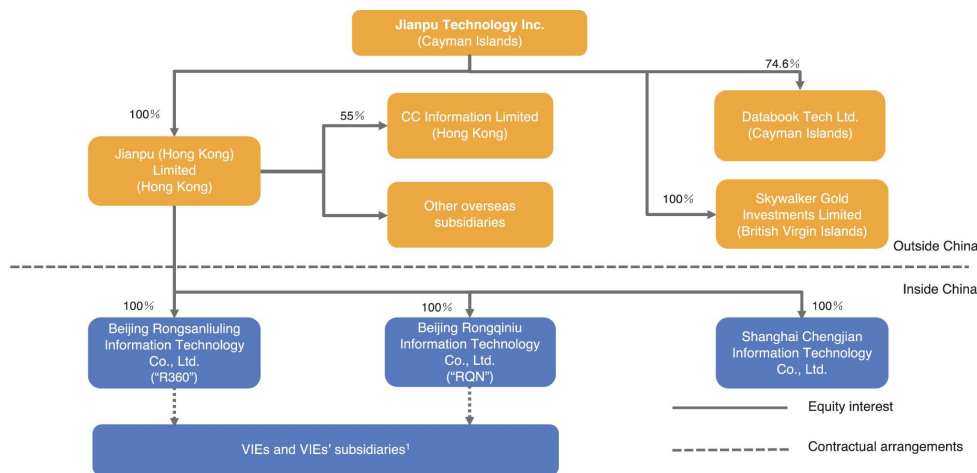 Jianpu Technology Inc.
(Cayman Islands)
74.6%
100%
55%
CC Information Limited
(Hong Kong)
Databook Tech Ltd.
(Cayman Islands)
Jianpu (Hong Kong)
Limited
(Hong Kong)
Other overseas
subsidiaries
100%
Skywalker Gold
Investments Limited
(British Virgin Islands)
Outside China
Inside China
100%
100%
100%
Beijing Rongsanliuling
Information Technology
Co., Ltd.
(“R360”)
Beijing Rongqiniu
Information Technology
Co., Ltd.
(“RQN”)
Shanghai Chengjian
Information Technology
Co., Ltd.
Equity interest
VIEs and VIEs’ subsidiaries¹
Contractual arrangements